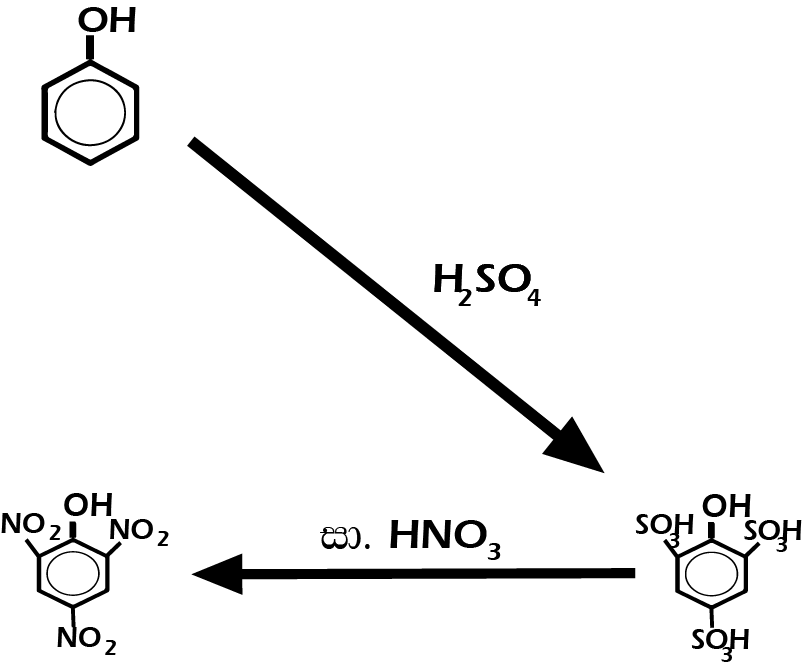 OH
H₂SO₄
OH
NO₂ NO₂
NO₂
සා. HNO₃
OH
SO₃H SO₃H
SO₃H